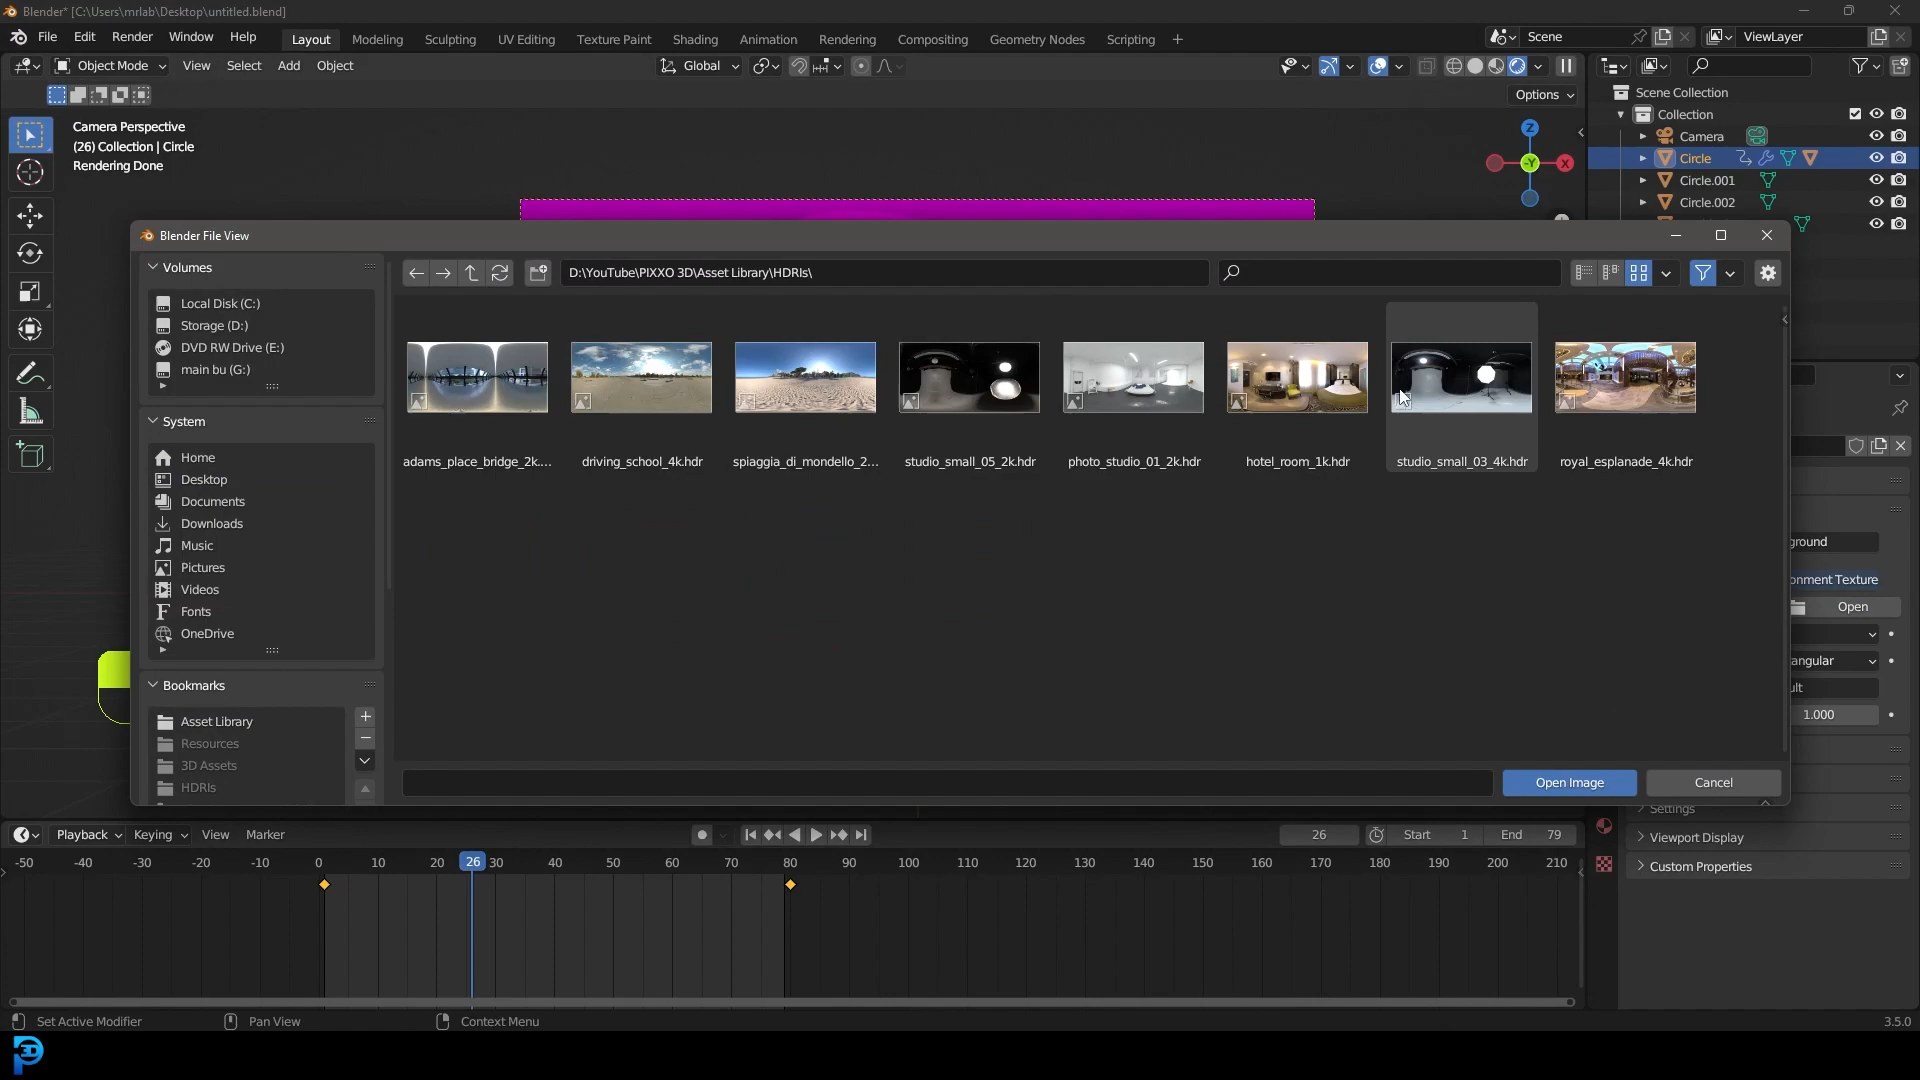 Blender* [C:\Users\mrlab\Desktop\untitled.blend]
File Edit Render Window Help Layout Modeling Sculpting UV Editing Texture Paint Shading Animation Rendering Compositing Geometry Nodes Scripting + Scene ViewLayer
Object Mode View Select Add Object Global
Options
Scene Collection
Collection
Camera
Circle
Circle.001
Circle.002
Camera Perspective
(26) Collection | Circle
Rendering Done
Z
-Y
X
Blender File View
Volumes
Local Disk (C:)
Storage (D:)
DVD RW Drive (E:)
main bu (G:)
System
Home
Desktop
Documents
Downloads
Music
Pictures
Videos
Fonts
OneDrive
Bookmarks
Asset Library
Resources
3D Assets
HDRIs
D:\YouTube\PIXXO 3D\Asset Library\HDRIs\
adams_place_bridge_2k.... driving_school_4k.hdr spiaggia_di_mondello_2... studio_small_05_2k.hdr photo_studio_01_2k.hdr hotel_room_1k.hdr studio_small_03_4k.hdr royal_esplanade_4k.hdr
Open Image Cancel
ground
onment Texture
Open
angular
ult
1.000
Settings
Viewport Display
Custom Properties
Playback Keying View Marker 26 Start 1 End 79
-50 -40 -30 -20 -10 0 10 20 26 30 40 50 60 70 80 90 100 110 120 130 140 150 160 170 180 190 200 210
Set Active Modifier Pan View Context Menu 3.5.0
3D